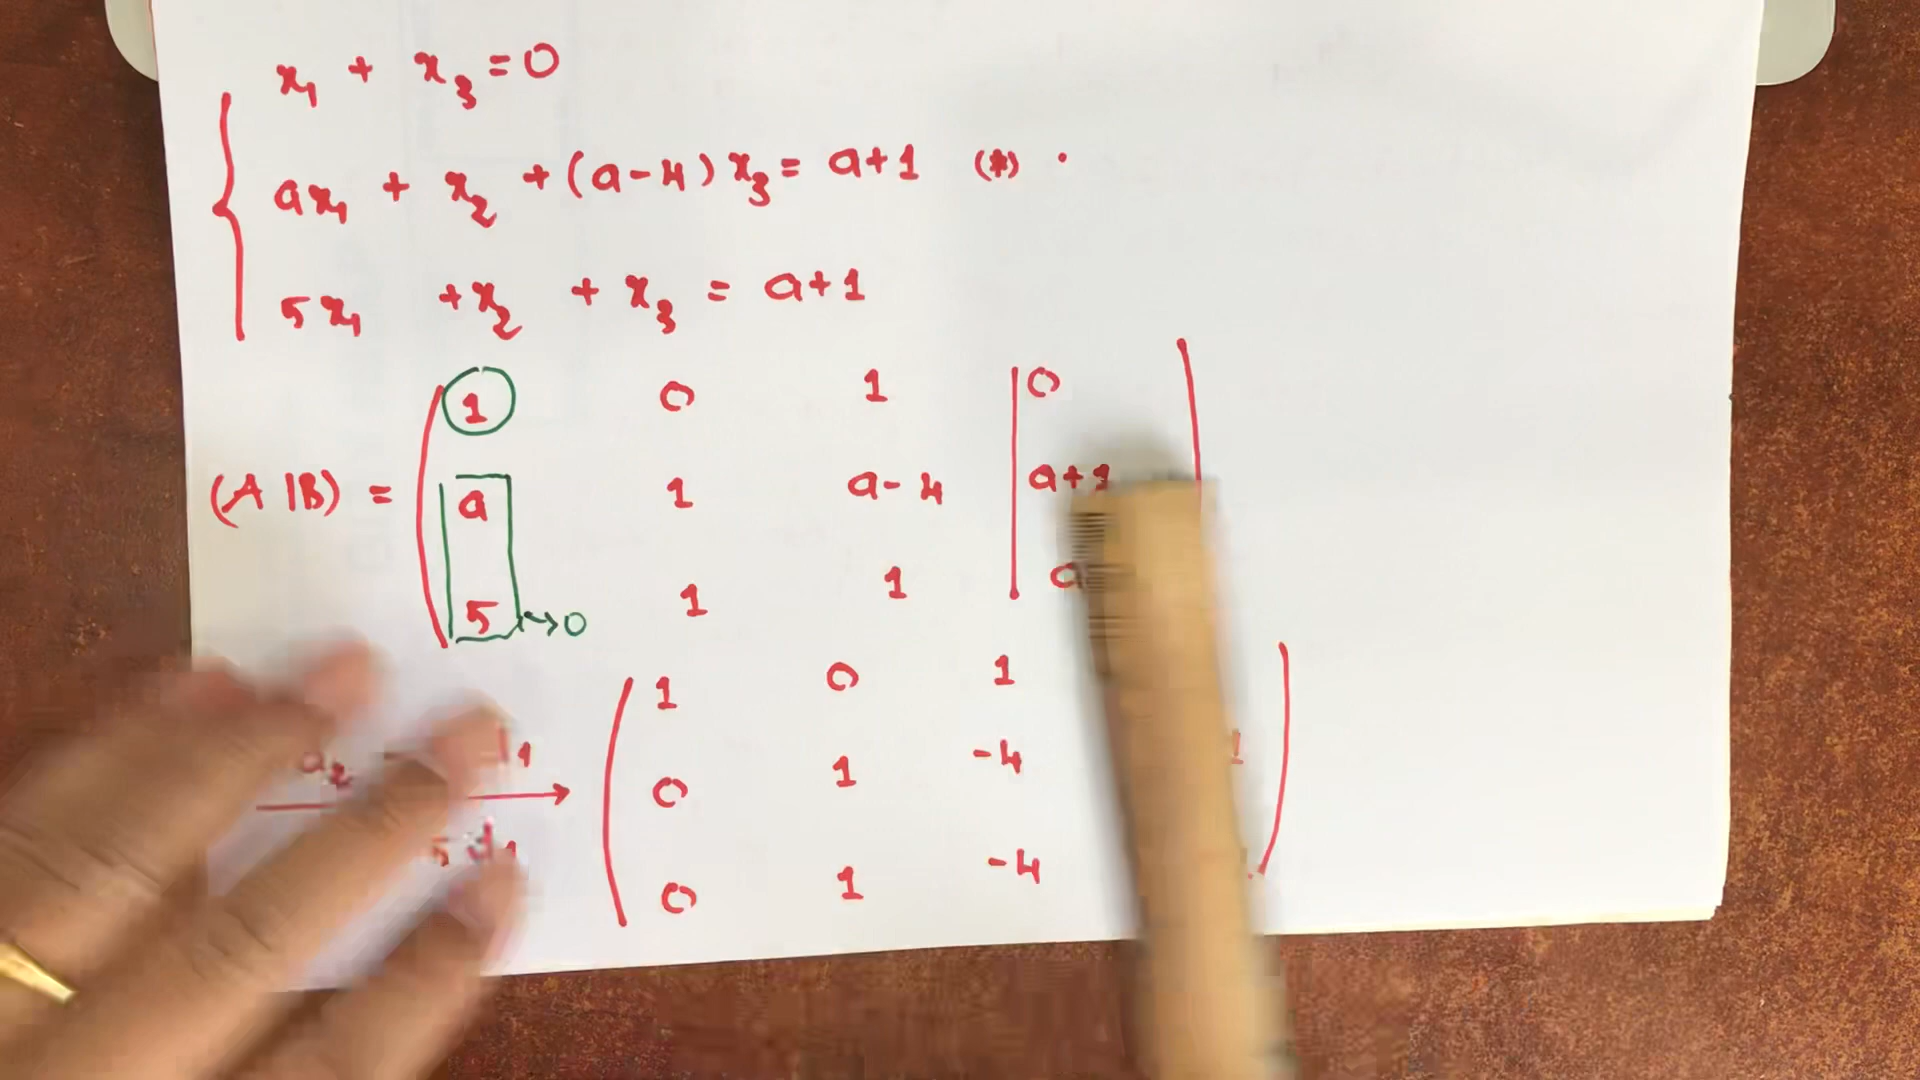 x₁ + x₃ = 0
ax₁ + x₂ + (a-4) x₃ = a+1 (*) .
5x₁ + x₂ + x₃ = a+1
(A|B) = ( 1 0 1 | 0 )
a 1 a-4 | a+1
5 → 0 1 1 | a
1 0 1
0 1 -4 1
0 1 -4